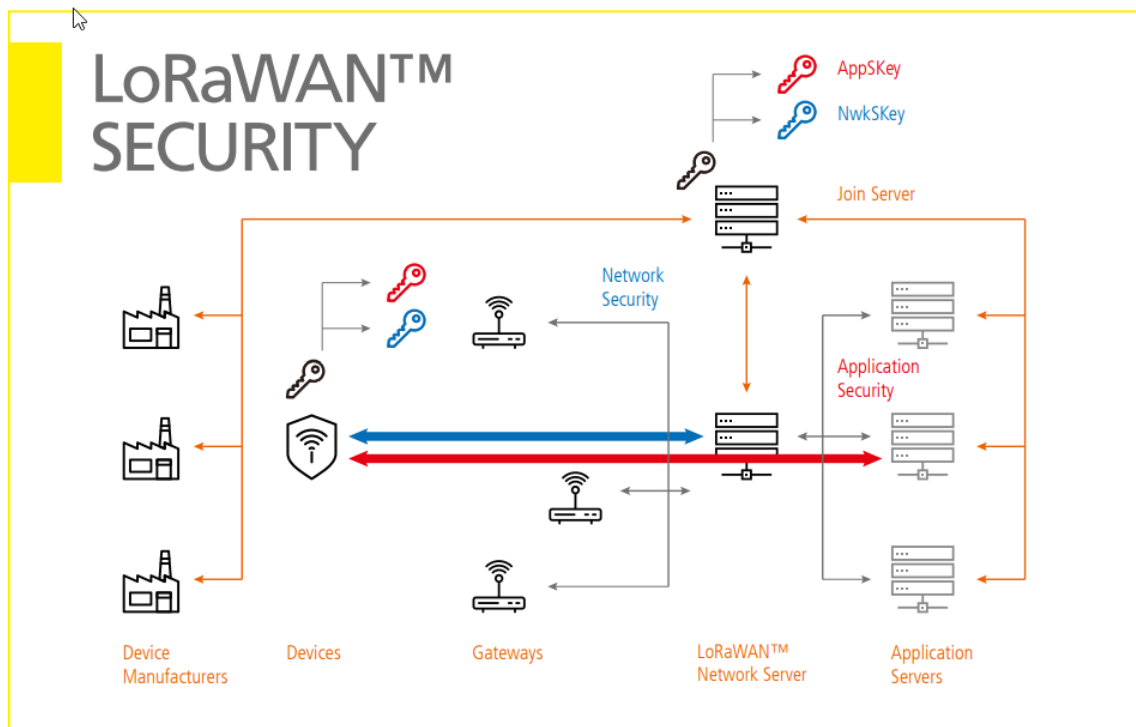 LoRaWAN™
SECURITY
AppSKey
NwkSKey
Join Server
Network
Security
Application
Security
Device
Manufacturers
Devices
Gateways
LoRaWAN™
Network Server
Application
Servers